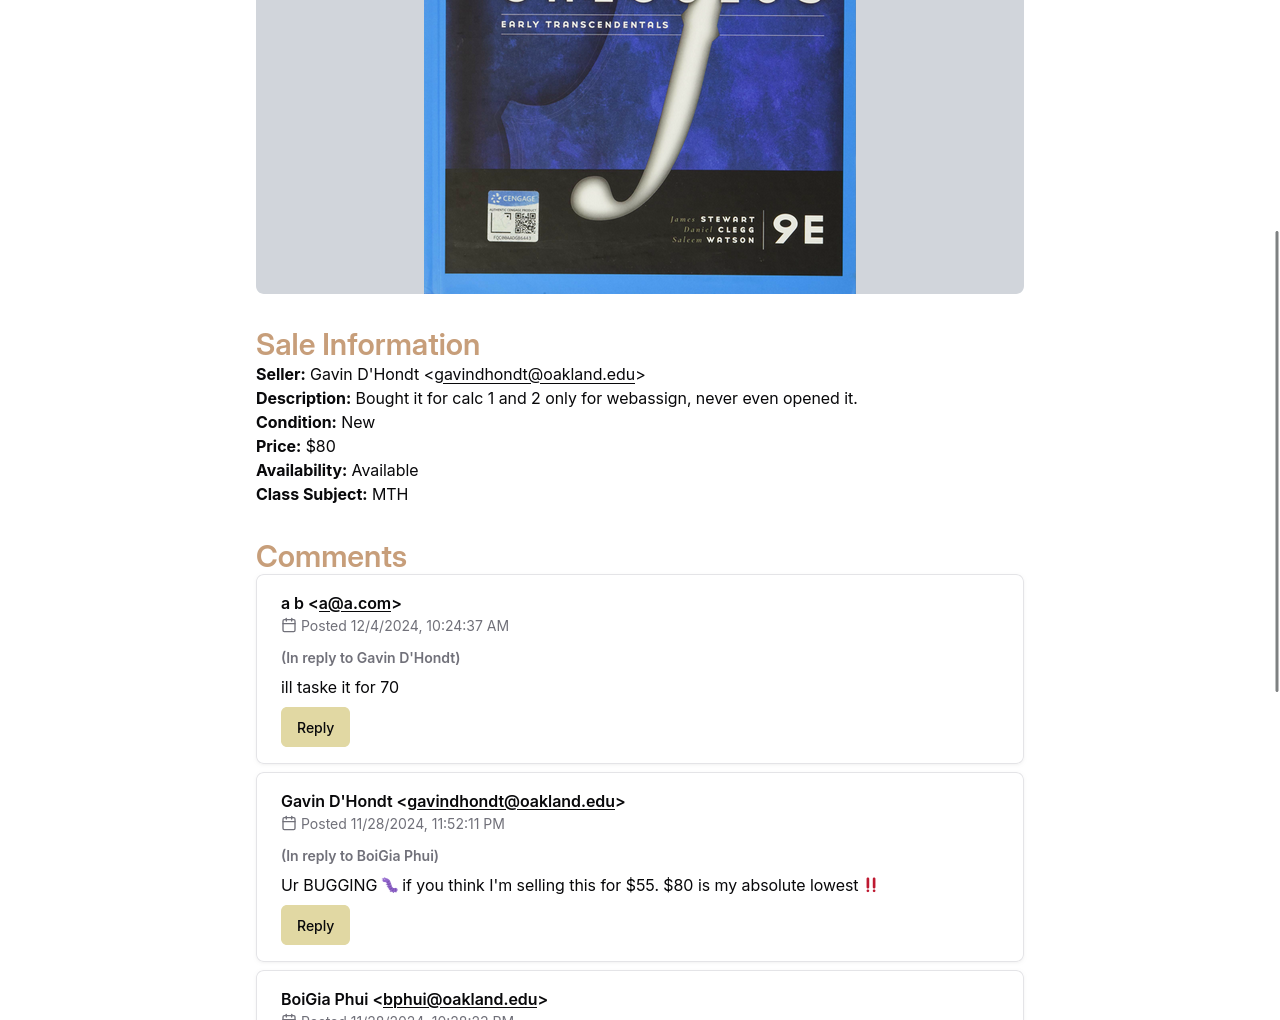 EARLY TRANSCENDENTALS
CENGAGE
James STEWART
Daniel CLEGG
Saleem WATSON
9E
Sale Information
Seller: Gavin D'Hondt <gavindhondt@oakland.edu>
Description: Bought it for calc 1 and 2 only for webassign, never even opened it.
Condition: New
Price: $80
Availability: Available
Class Subject: MTH
Comments
a b <a@a.com>
Posted 12/4/2024, 10:24:37 AM
(In reply to Gavin D'Hondt)
ill taske it for 70
Reply
Gavin D'Hondt <gavindhondt@oakland.edu>
Posted 11/28/2024, 11:52:11 PM
(In reply to BoiGia Phui)
Ur BUGGING 🐛 if you think I'm selling this for $55. $80 is my absolute lowest ‼️
Reply
BoiGia Phui <bphui@oakland.edu>